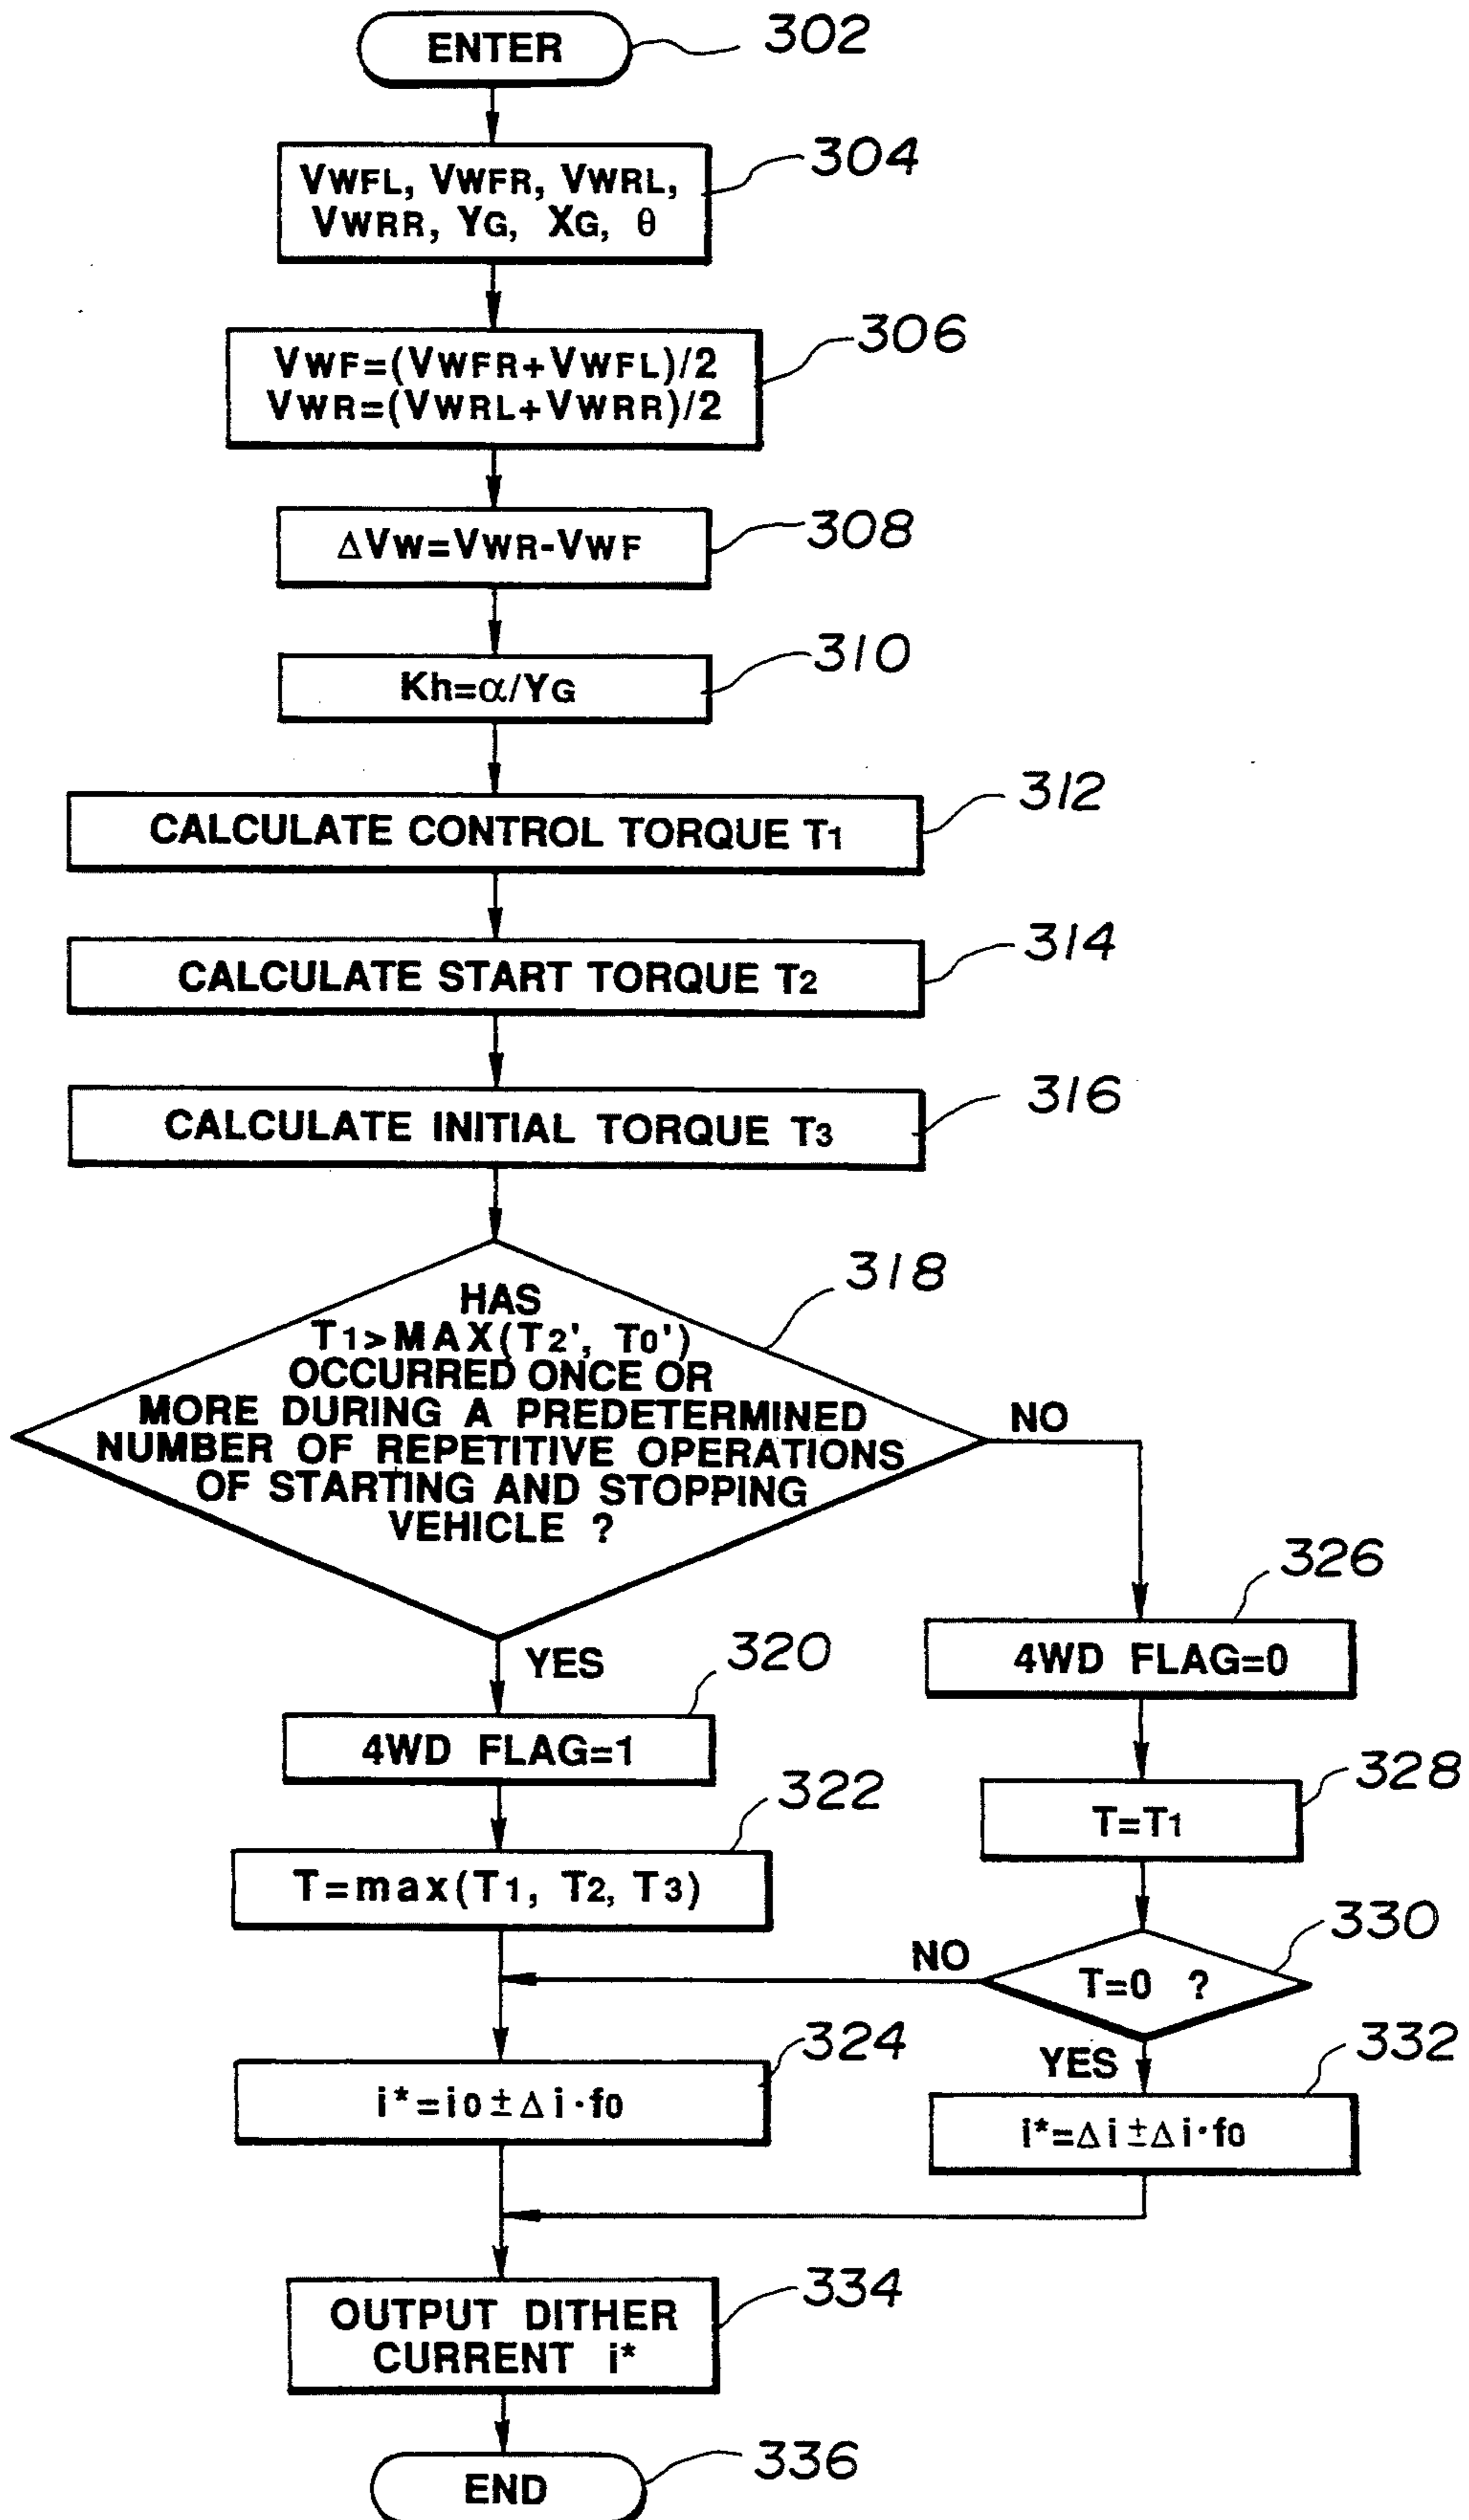 ENTER
302
VWFL, VWFR, VWRL,
VWRR, YG, XG, θ
304
VWF=(VWFR+VWFL)/2
VWR=(VWRL+VWRR)/2
306
ΔVW=VWR-VWF
308
Kh=α/YG
310
CALCULATE CONTROL TORQUE T1
312
CALCULATE START TORQUE T2
314
CALCULATE INITIAL TORQUE T3
316
HAS
T1>MAX(T2', T0')
OCCURRED ONCE OR
MORE DURING A PREDETERMINED
NUMBER OF REPETITIVE OPERATIONS
OF STARTING AND STOPPING
VEHICLE ?
318
NO
YES
4WD FLAG=1
320
T=max(T1, T2, T3)
322
4WD FLAG=0
326
T=T1
328
T=0 ?
330
NO
YES
i*=i0±Δi·f0
324
i*=Δi±Δi·f0
332
OUTPUT DITHER
CURRENT i*
334
END
336